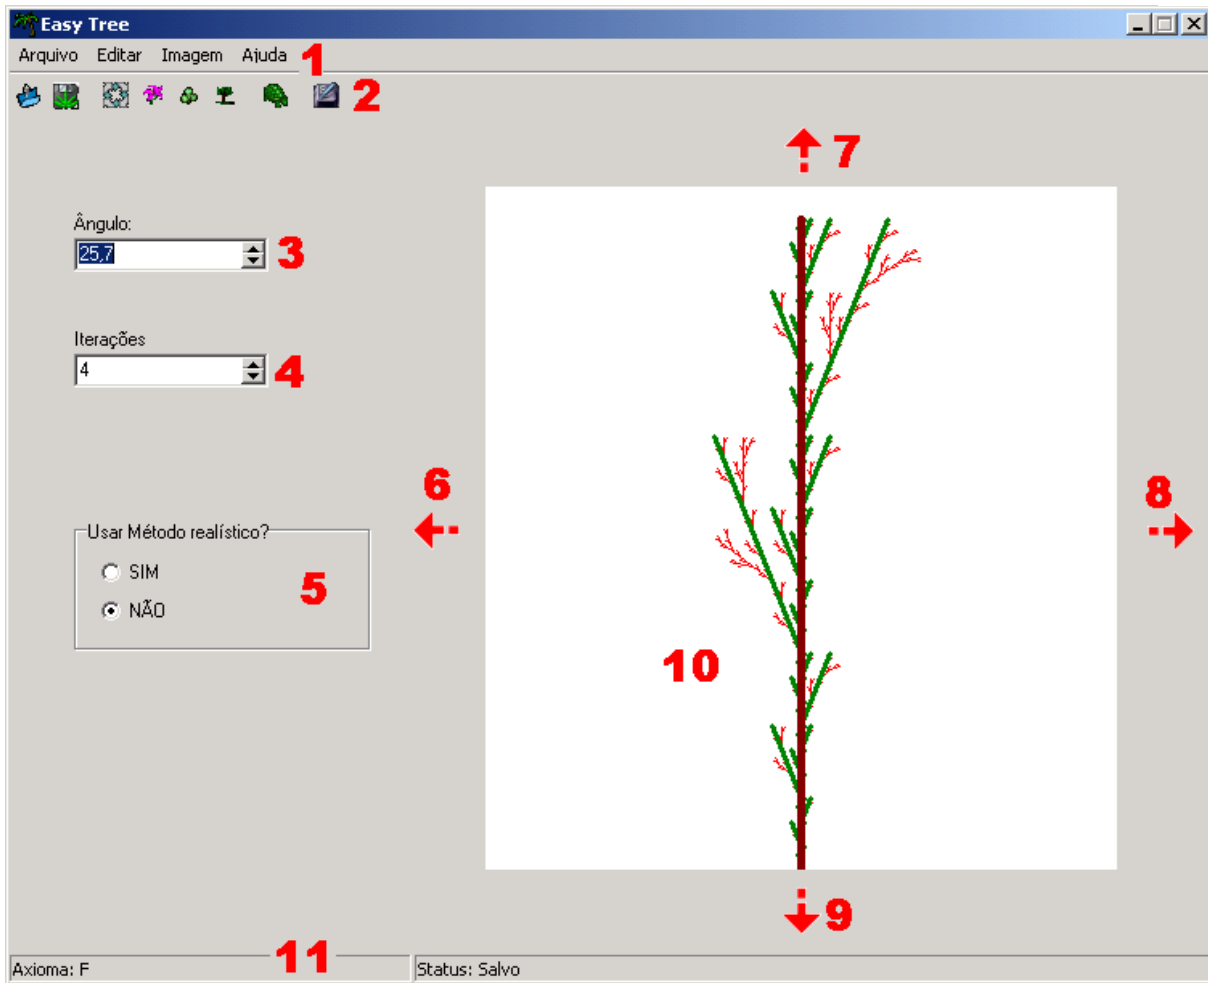 Easy Tree
Arquivo Editar Imagem Ajuda 1
2
7
Ângulo:
25,7 3
Iterações
4 4
6
8
Usar Método realístico?
SIM
5
NÃO
10
9
11
Axioma: F Status: Salvo